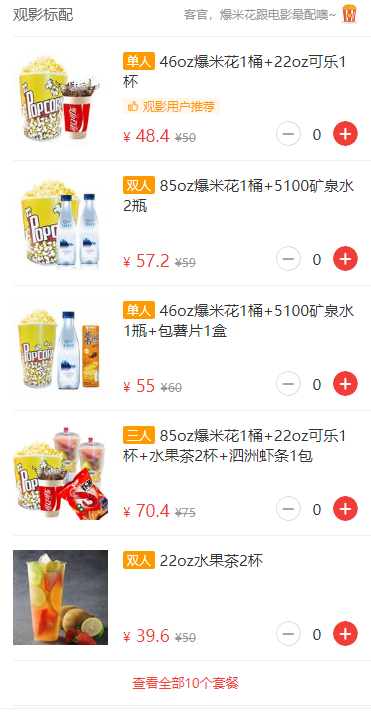 观影标配
客官，爆米花跟电影最配噢~
单人 46oz爆米花1桶+22oz可乐1
杯
观影用户推荐
¥ 48.4 ¥50
0
双人 85oz爆米花1桶+5100矿泉水
2瓶
¥ 57.2 ¥59
0
单人 46oz爆米花1桶+5100矿泉水
1瓶+包薯片1盒
¥ 55 ¥60
0
三人 85oz爆米花1桶+22oz可乐1
杯+水果茶2杯+泗洲虾条1包
¥ 70.4 ¥75
0
双人 22oz水果茶2杯
¥ 39.6 ¥50
0
查看全部10个套餐
POPCORN
POPCORN
POPCORN
POPCORN